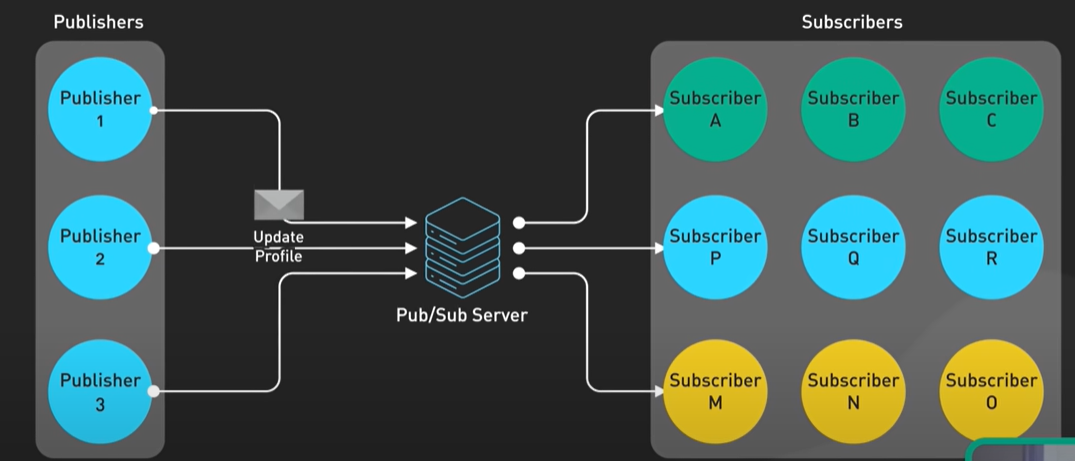 Publishers
Subscribers
Publisher
1
Subscriber
A
Subscriber
B
Subscriber
C
Update
Profile
Publisher
2
Pub/Sub Server
Subscriber
P
Subscriber
Q
Subscriber
R
Publisher
3
Subscriber
M
Subscriber
N
Subscriber
O